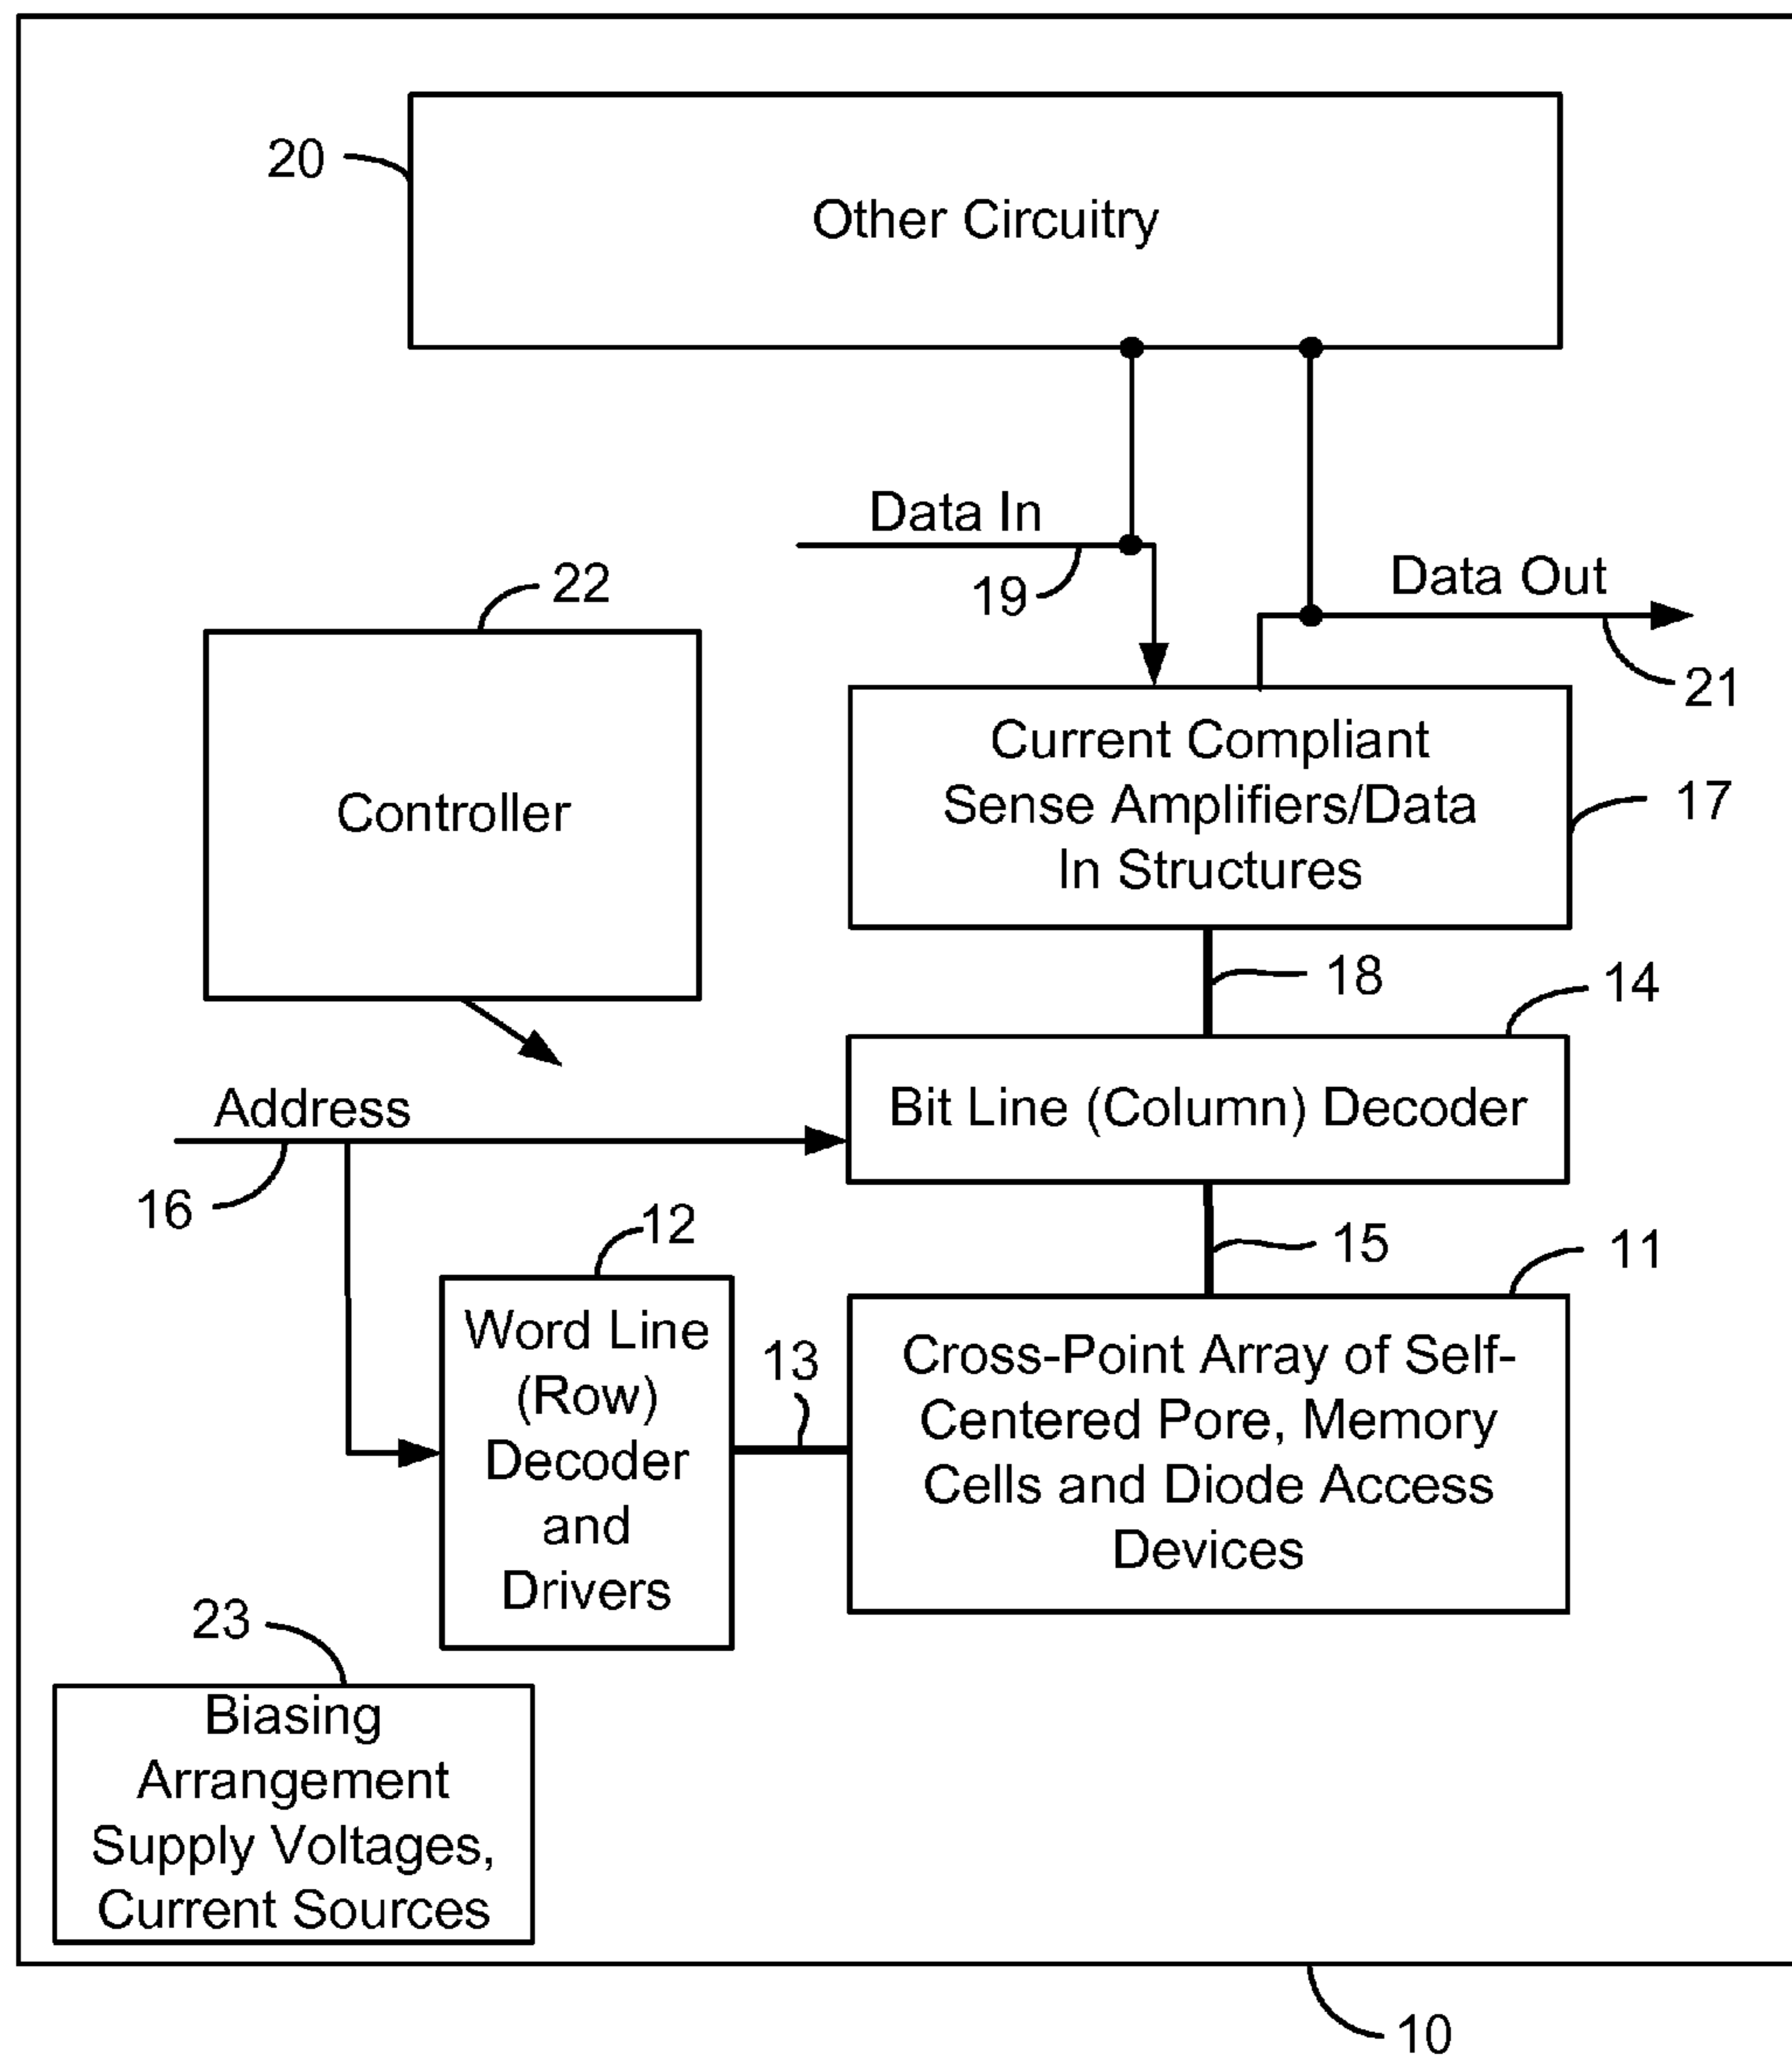 20
Other Circuitry
Data In
19
22
Data Out
21
Controller
Current Compliant
Sense Amplifiers/Data
In Structures
17
18
14
Address
Bit Line (Column) Decoder
16
12
15
11
Word Line
(Row)
Decoder
and
Drivers
13
Cross-Point Array of Self-
Centered Pore, Memory
Cells and Diode Access
Devices
23
Biasing
Arrangement
Supply Voltages,
Current Sources
10